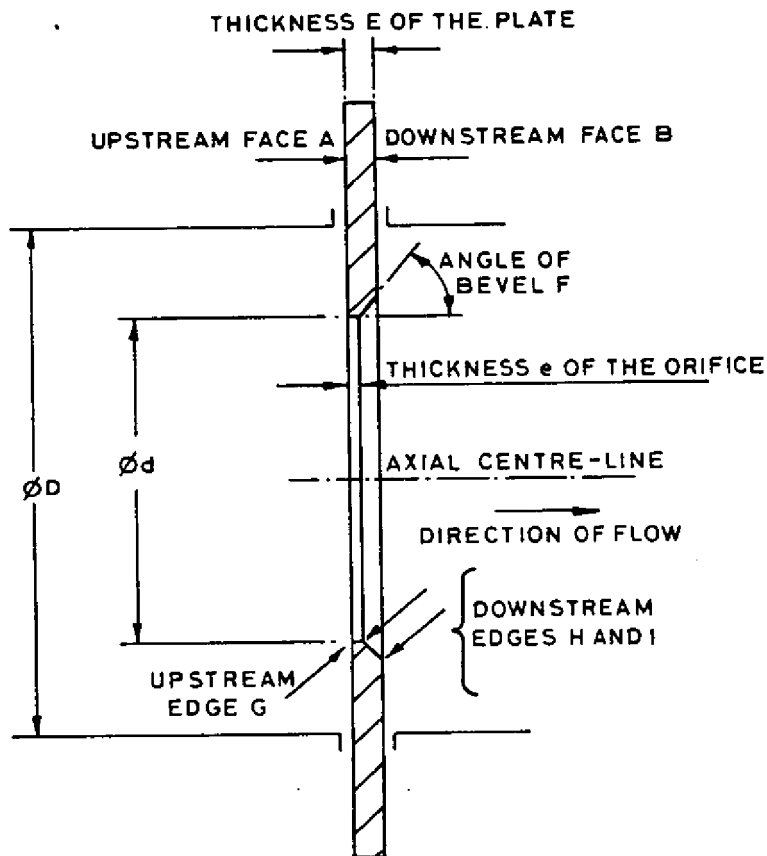 THICKNESS E OF THE. PLATE
UPSTREAM FACE A
DOWNSTREAM FACE B
ANGLE OF
BEVEL F
THICKNESS e OF THE ORIFICE
Ød
ØD
AXIAL CENTRE-LINE
DIRECTION OF FLOW
DOWNSTREAM
EDGES H AND I
UPSTREAM
EDGE G